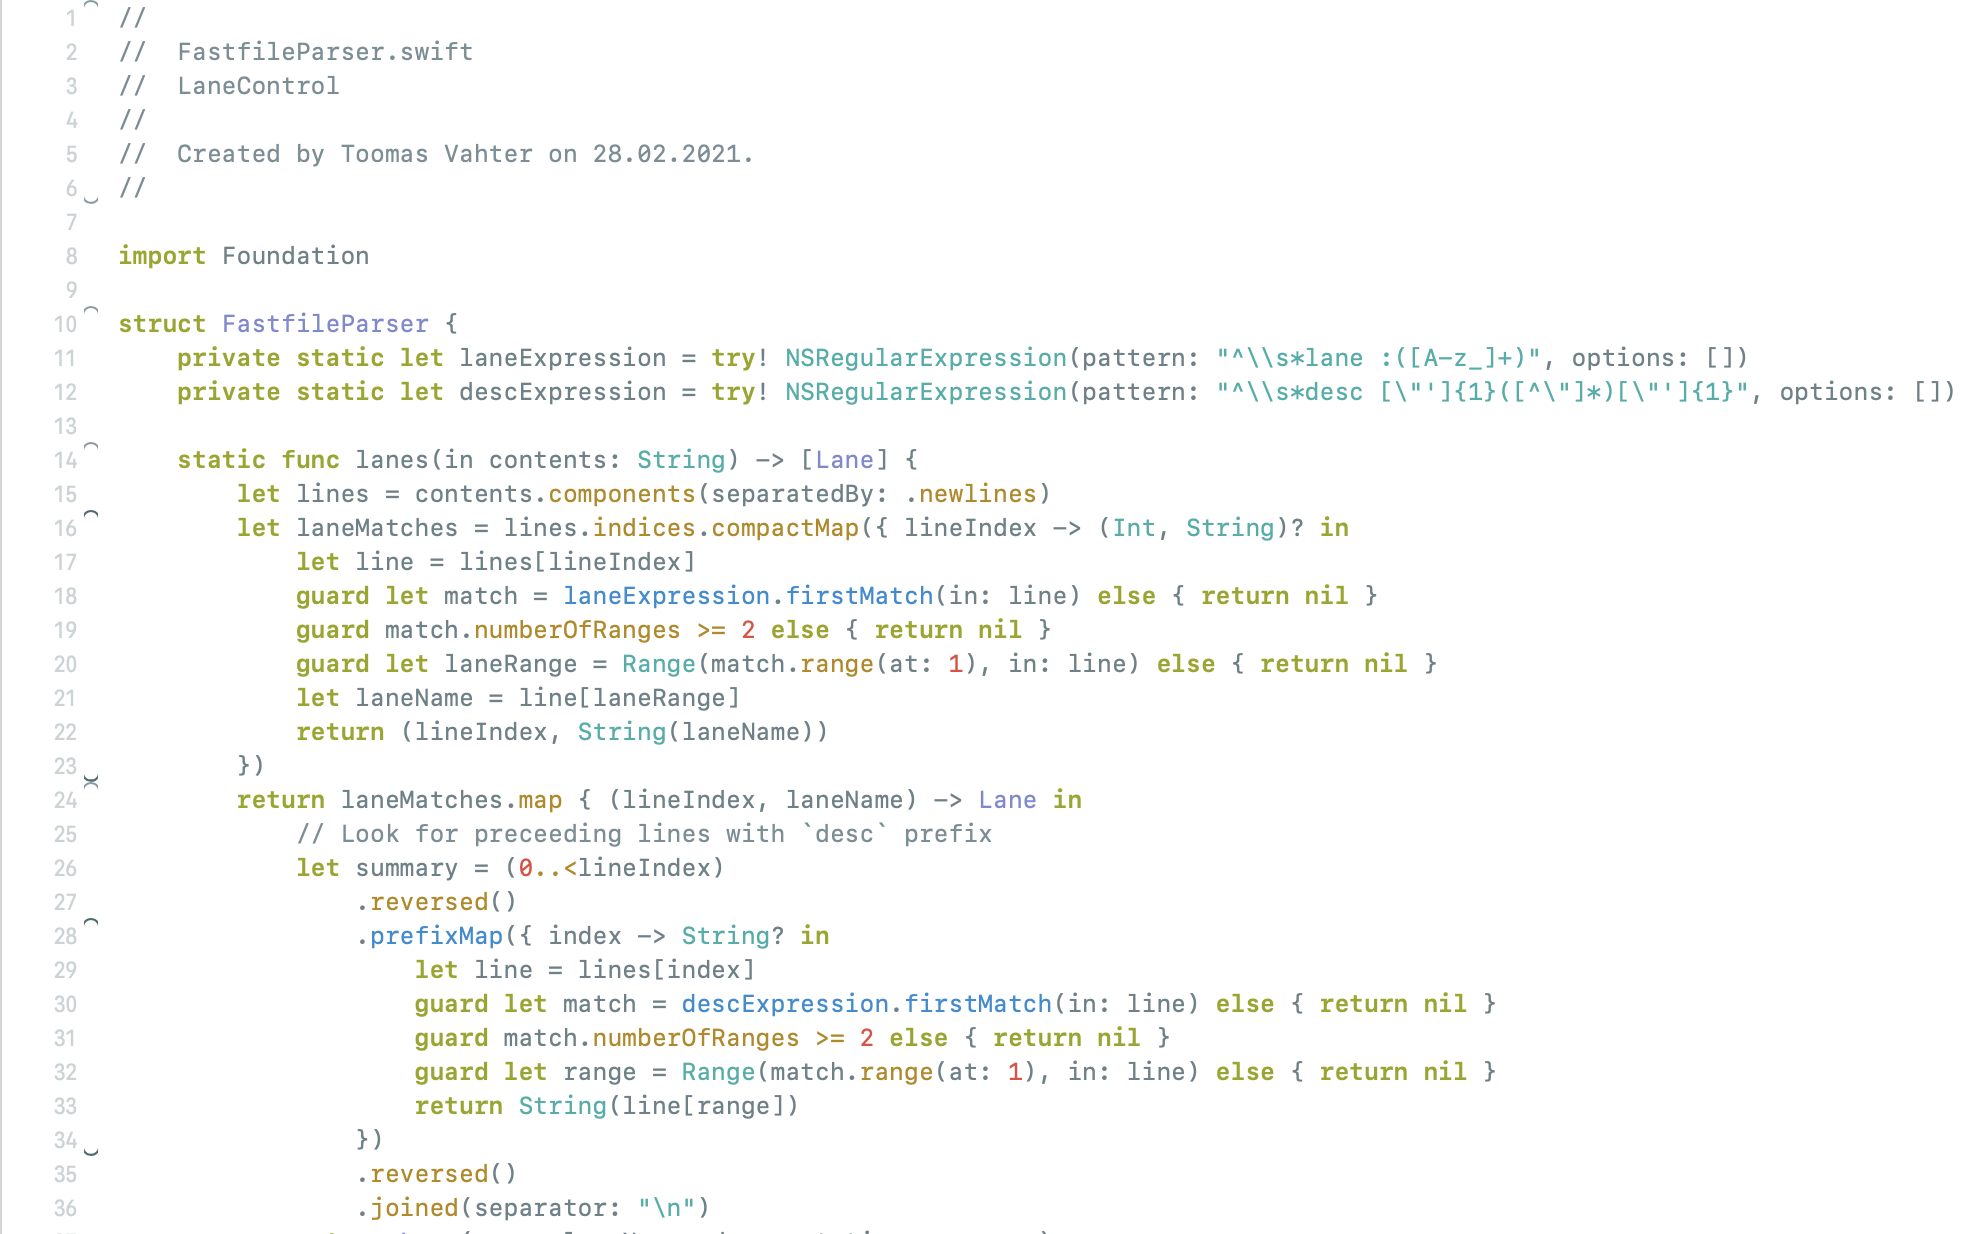 1 //
2 //  FastfileParser.swift
3 //  LaneControl
4 //
5 //  Created by Toomas Vahter on 28.02.2021.
6 //
7
8 import Foundation
9
10 struct FastfileParser {
11     private static let laneExpression = try! NSRegularExpression(pattern: "^\\s*lane :([A-z_]+)", options: [])
12     private static let descExpression = try! NSRegularExpression(pattern: "^\\s*desc [\"']{1}([^\"]*)[\"']{1}", options: [])
13
14     static func lanes(in contents: String) -> [Lane] {
15         let lines = contents.components(separatedBy: .newlines)
16         let laneMatches = lines.indices.compactMap({ lineIndex -> (Int, String)? in
17             let line = lines[lineIndex]
18             guard let match = laneExpression.firstMatch(in: line) else { return nil }
19             guard match.numberOfRanges >= 2 else { return nil }
20             guard let laneRange = Range(match.range(at: 1), in: line) else { return nil }
21             let laneName = line[laneRange]
22             return (lineIndex, String(laneName))
23         })
24         return laneMatches.map { (lineIndex, laneName) -> Lane in
25             // Look for preceeding lines with `desc` prefix
26             let summary = (0..<lineIndex)
27                 .reversed()
28                 .prefixMap({ index -> String? in
29                     let line = lines[index]
30                     guard let match = descExpression.firstMatch(in: line) else { return nil }
31                     guard match.numberOfRanges >= 2 else { return nil }
32                     guard let range = Range(match.range(at: 1), in: line) else { return nil }
33                     return String(line[range])
34                 })
35                 .reversed()
36                 .joined(separator: "\n")